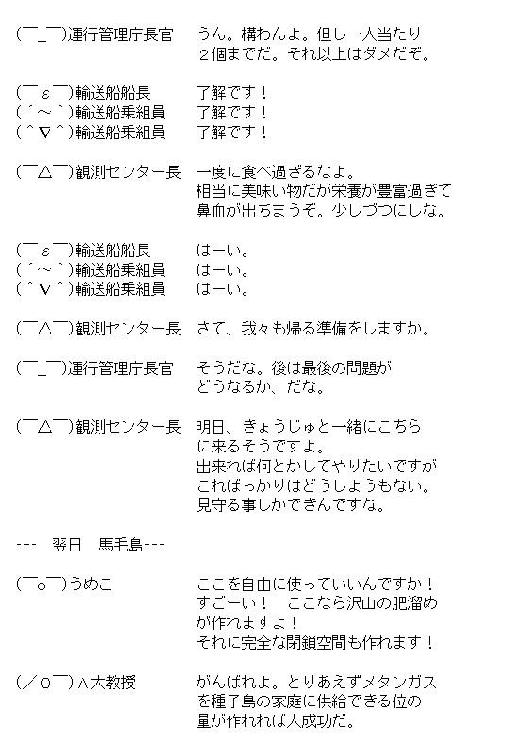 (￣_￣)運行管理庁長官　うん。構わんよ。但し一人当たり
２個までだ。それ以上はダメだぞ。
(￣ε￣)輸送船船長　了解です！
(´～｀)輸送船乗組員　了解です！
(＾∇＾)輸送船乗組員　了解です！
(￣△￣)観測センター長　一度に食べ過ぎるなよ。
相当に美味い物だが栄養が豊富過ぎて
鼻血が出ちまうぞ。少しづつにしな。
(￣ε￣)輸送船船長　はーい。
(´～｀)輸送船乗組員　はーい。
(＾∇＾)輸送船乗組員　はーい。
(￣△￣)観測センター長　さて、我々も帰る準備をしますか。
(￣_￣)運行管理庁長官　そうだな。後は最後の問題が
どうなるか、だな。
(￣△￣)観測センター長　明日、きょうじゅと一緒にこちら
に来るそうですよ。
出来れば何とかしてやりたいですが
こればっかりはどうしようもない。
見守る事しかできんですな。
---　翌日　馬毛島---
(￣o￣)うめこ　ここを自由に使っていいんですか！
すごーい！　ここなら沢山の肥溜め
が作れますよ！
それに完全な閉鎖空間も作れます！
(／０￣)∧大教授　がんばれよ。とりあえずメタンガス
を種子島の家庭に供給できる位の
量が作れれば大成功だ。